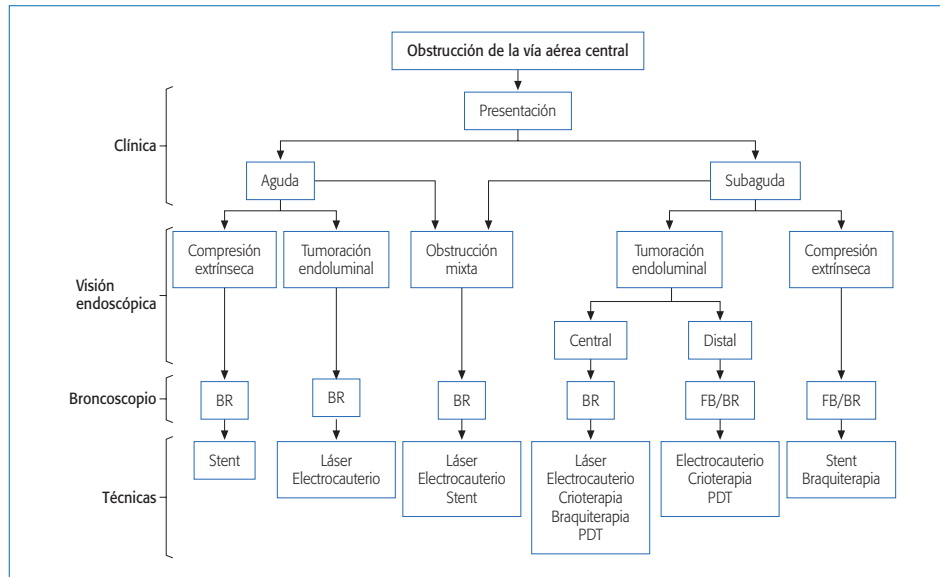 Obstrucción de la vía aérea central
Presentación
Clínica
Aguda
Subaguda
Visión
endoscópica
Compresión
extrínseca
Tumoración
endoluminal
Obstrucción
mixta
Tumoración
endoluminal
Compresión
extrínseca
Central
Distal
Broncoscopio
BR
BR
BR
BR
FB/BR
FB/BR
Técnicas
Stent
Láser
Electrocauterio
Láser
Electrocauterio
Stent
Láser
Electrocauterio
Crioterapia
Braquiterapia
PDT
Electrocauterio
Crioterapia
PDT
Stent
Braquiterapia